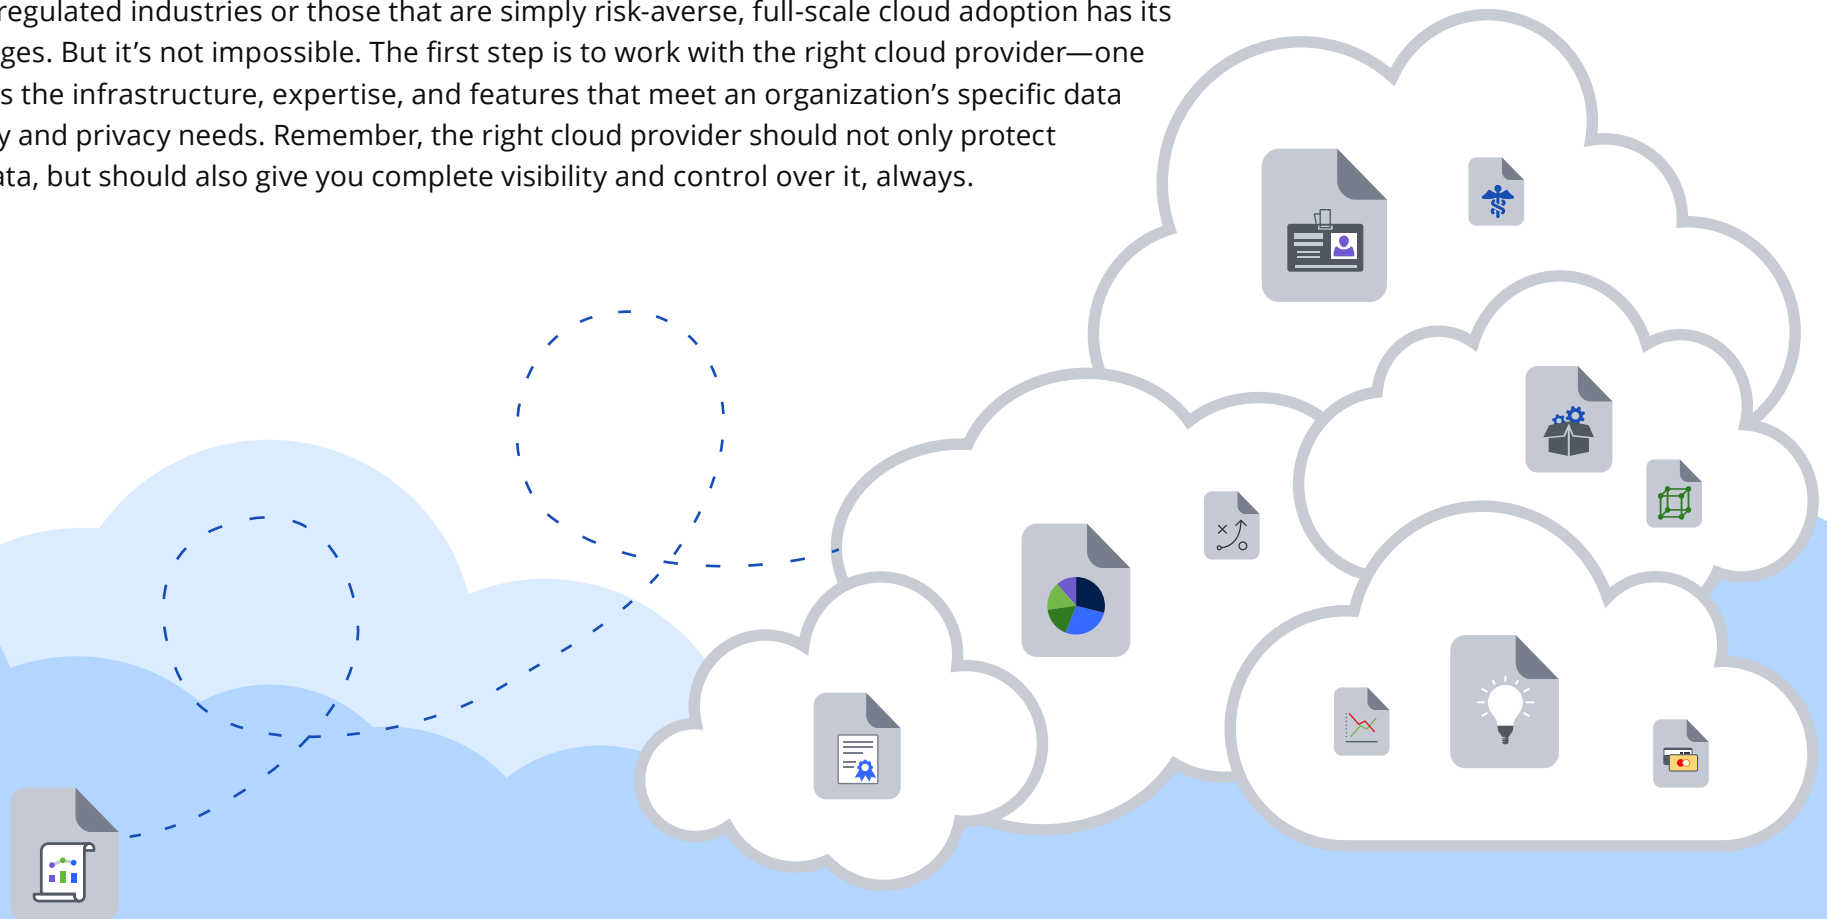 regulated industries or those that are simply risk-averse, full-scale cloud adoption has its
But it’s not impossible. The first step is to work with the right cloud provider—one
the infrastructure, expertise, and features that meet an organization’s specific data
and privacy needs. Remember, the right cloud provider should not only protect
but should also give you complete visibility and control over it, always.